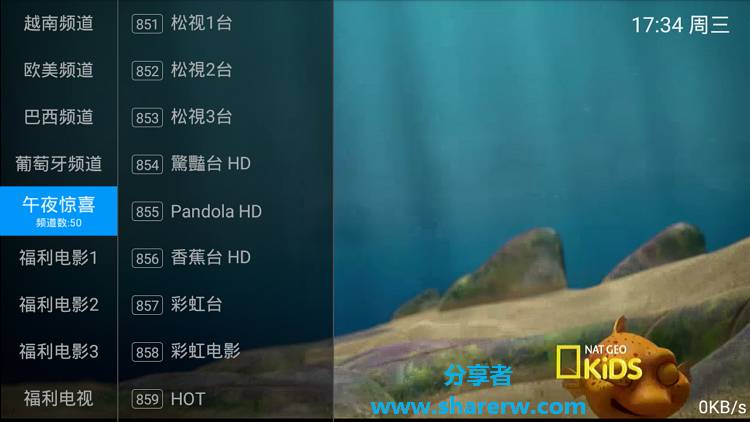 越南频道
欧美频道
巴西频道
葡萄牙频道
午夜惊喜
频道数:50
福利电影1
福利电影2
福利电影3
福利电视
851 松视1台
852 松視2台
853 松視3台
854 驚豔台 HD
855 Pandola HD
856 香蕉台 HD
857 彩虹台
858 彩虹电影
859 HOT
17:34 周三
NAT GEO
KiDS
分享者
www.sharerw.com
0KB/s